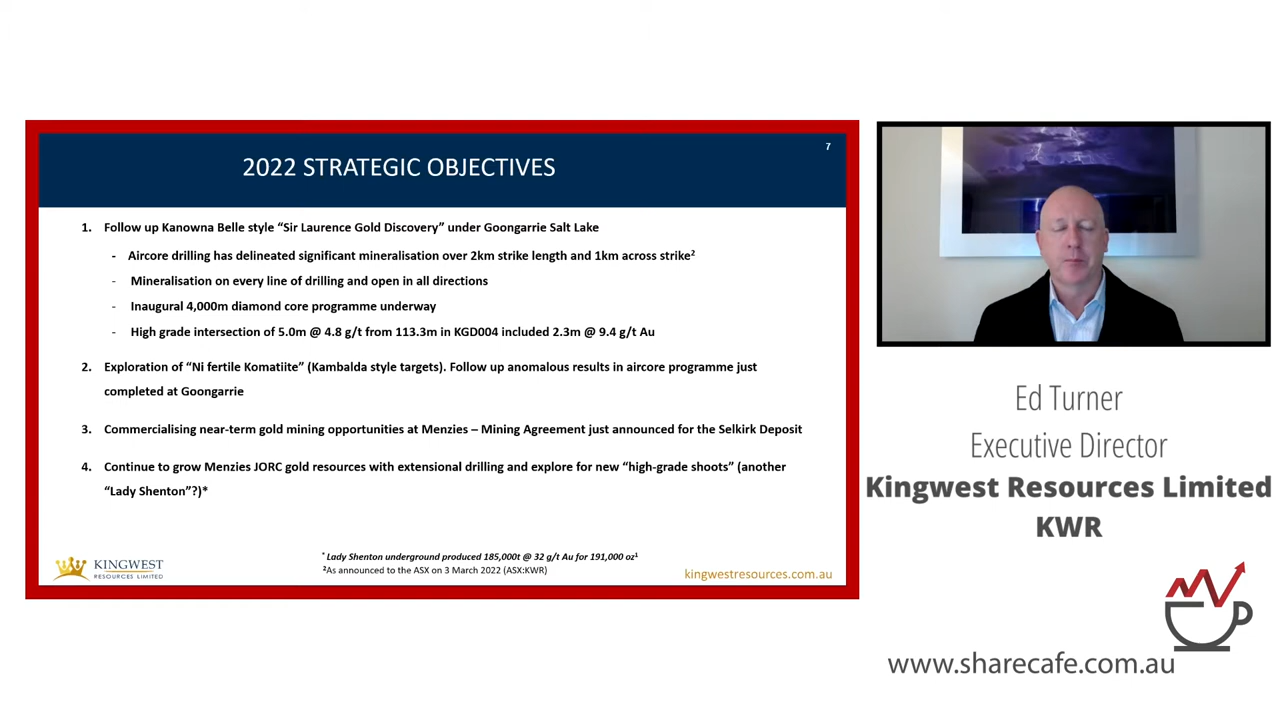 7
2022 STRATEGIC OBJECTIVES
1. Follow up Kanowna Belle style “Sir Laurence Gold Discovery” under Goongarrie Salt Lake
- Aircore drilling has delineated significant mineralisation over 2km strike length and 1km across strike²
- Mineralisation on every line of drilling and open in all directions
- Inaugural 4,000m diamond core programme underway
- High grade intersection of 5.0m @ 4.8 g/t from 113.3m in KGD004 included 2.3m @ 9.4 g/t Au
2. Exploration of “Ni fertile Komatiite” (Kambalda style targets). Follow up anomalous results in aircore programme just
completed at Goongarrie
3. Commercialising near-term gold mining opportunities at Menzies – Mining Agreement just announced for the Selkirk Deposit
4. Continue to grow Menzies JORC gold resources with extensional drilling and explore for new “high-grade shoots” (another
“Lady Shenton”?)*
* Lady Shenton underground produced 185,000t @ 32 g/t Au for 191,000 oz¹
²As announced to the ASX on 3 March 2022 (ASX:KWR)
KINGWEST
RESOURCES LIMITED
kingwestresources.com.au
Ed Turner
Executive Director
Kingwest Resources Limited
KWR
www.sharecafe.com.au